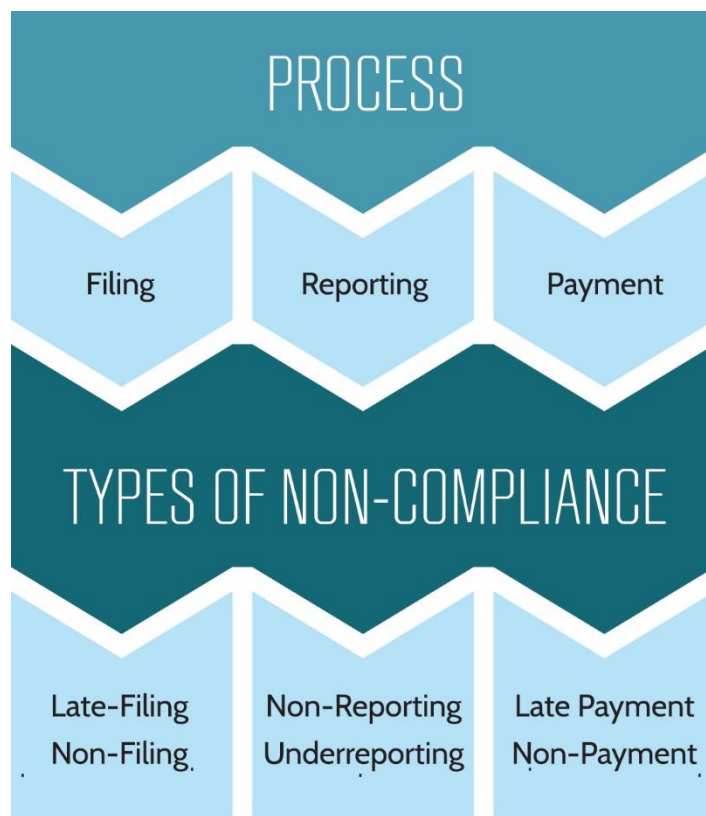 PROCESS
Filing
Reporting
Payment
TYPES OF NON-COMPLIANCE
Late-Filing
Non-Filing
Non-Reporting
Underreporting
Late Payment
Non-Payment